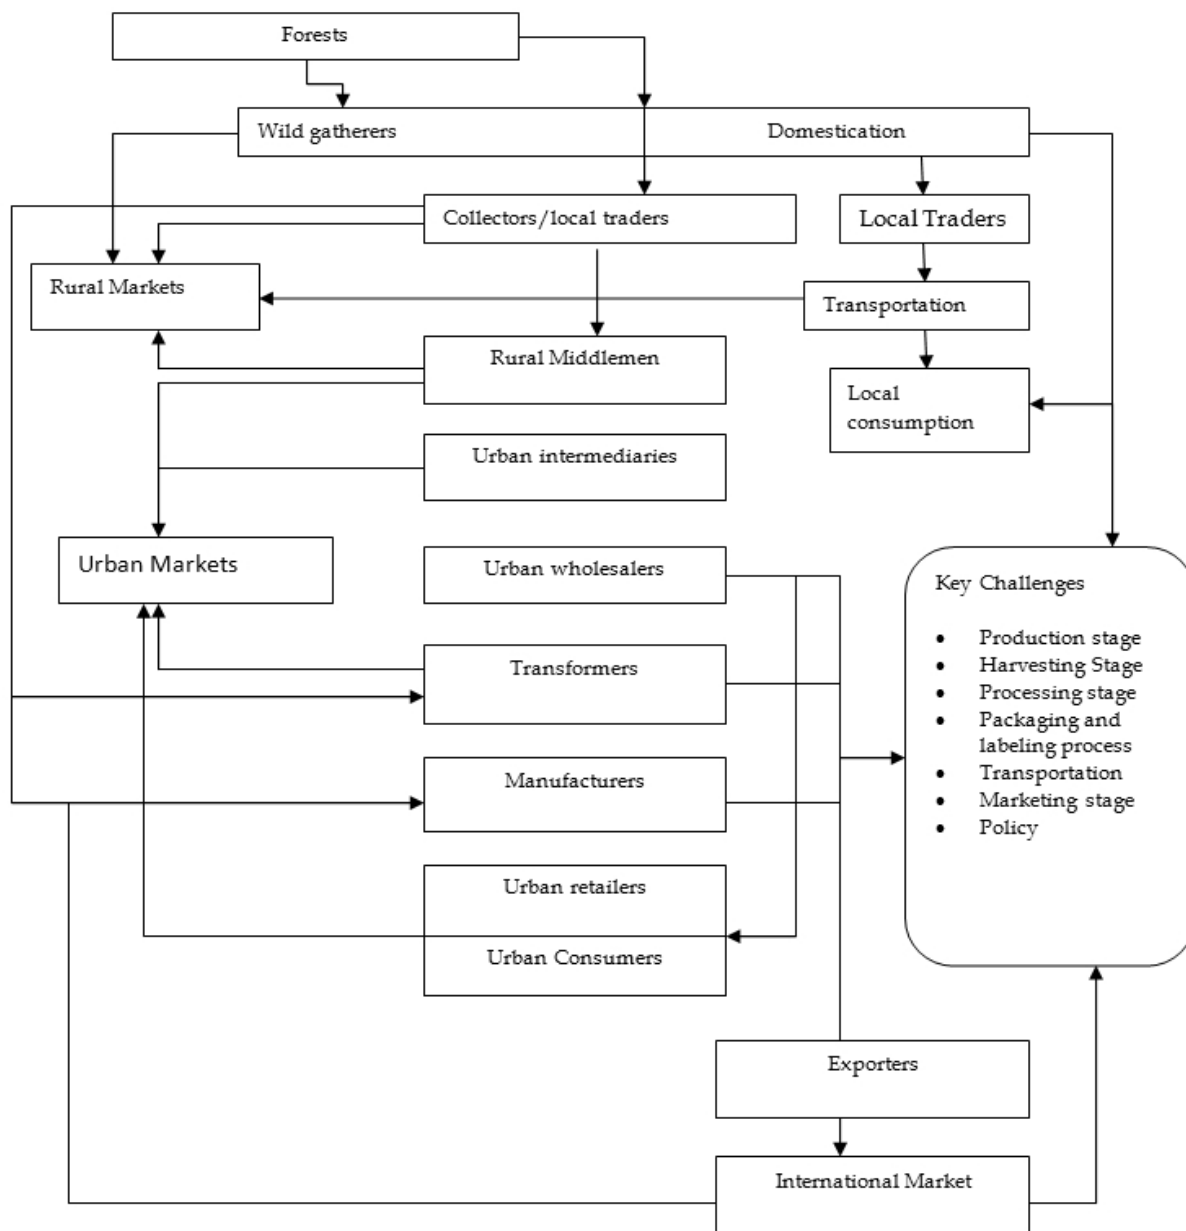 Forests
Wild gatherers
Domestication
Collectors/local traders
Local Traders
Rural Markets
Transportation
Rural Middlemen
Local
consumption
Urban intermediaries
Urban Markets
Urban wholesalers
Key Challenges
● Production stage
● Harvesting Stage
● Processing stage
● Packaging and
labeling process
● Transportation
● Marketing stage
● Policy
Transformers
Manufacturers
Urban retailers
Urban Consumers
Exporters
International Market